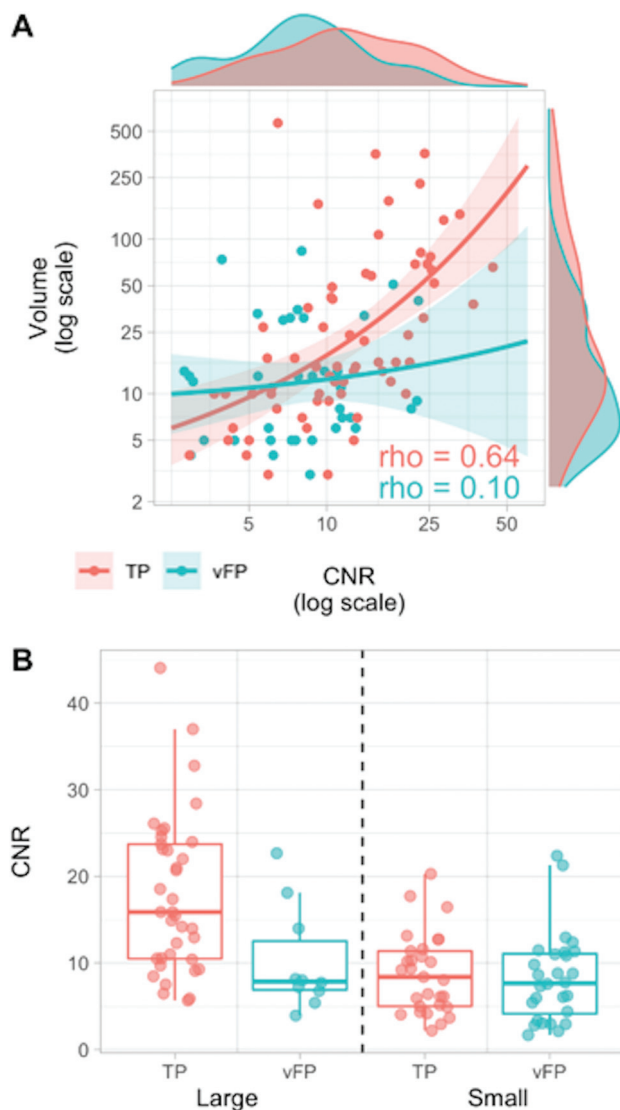 A
Volume
(log scale)
500
250
100
50
25
10
5
2
rho = 0.64
rho = 0.10
5 10 25 50
TP vFP
CNR
(log scale)
B
CNR
40
30
20
10
0
TP vFP TP vFP
Large Small